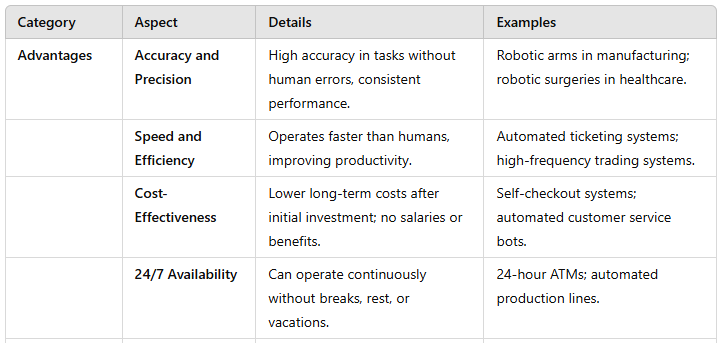 Category Aspect Details Examples
Advantages Accuracy and Precision High accuracy in tasks without human errors, consistent performance. Robotic arms in manufacturing; robotic surgeries in healthcare.
Speed and Efficiency Operates faster than humans, improving productivity. Automated ticketing systems; high-frequency trading systems.
Cost-Effectiveness Lower long-term costs after initial investment; no salaries or benefits. Self-checkout systems; automated customer service bots.
24/7 Availability Can operate continuously without breaks, rest, or vacations. 24-hour ATMs; automated production lines.